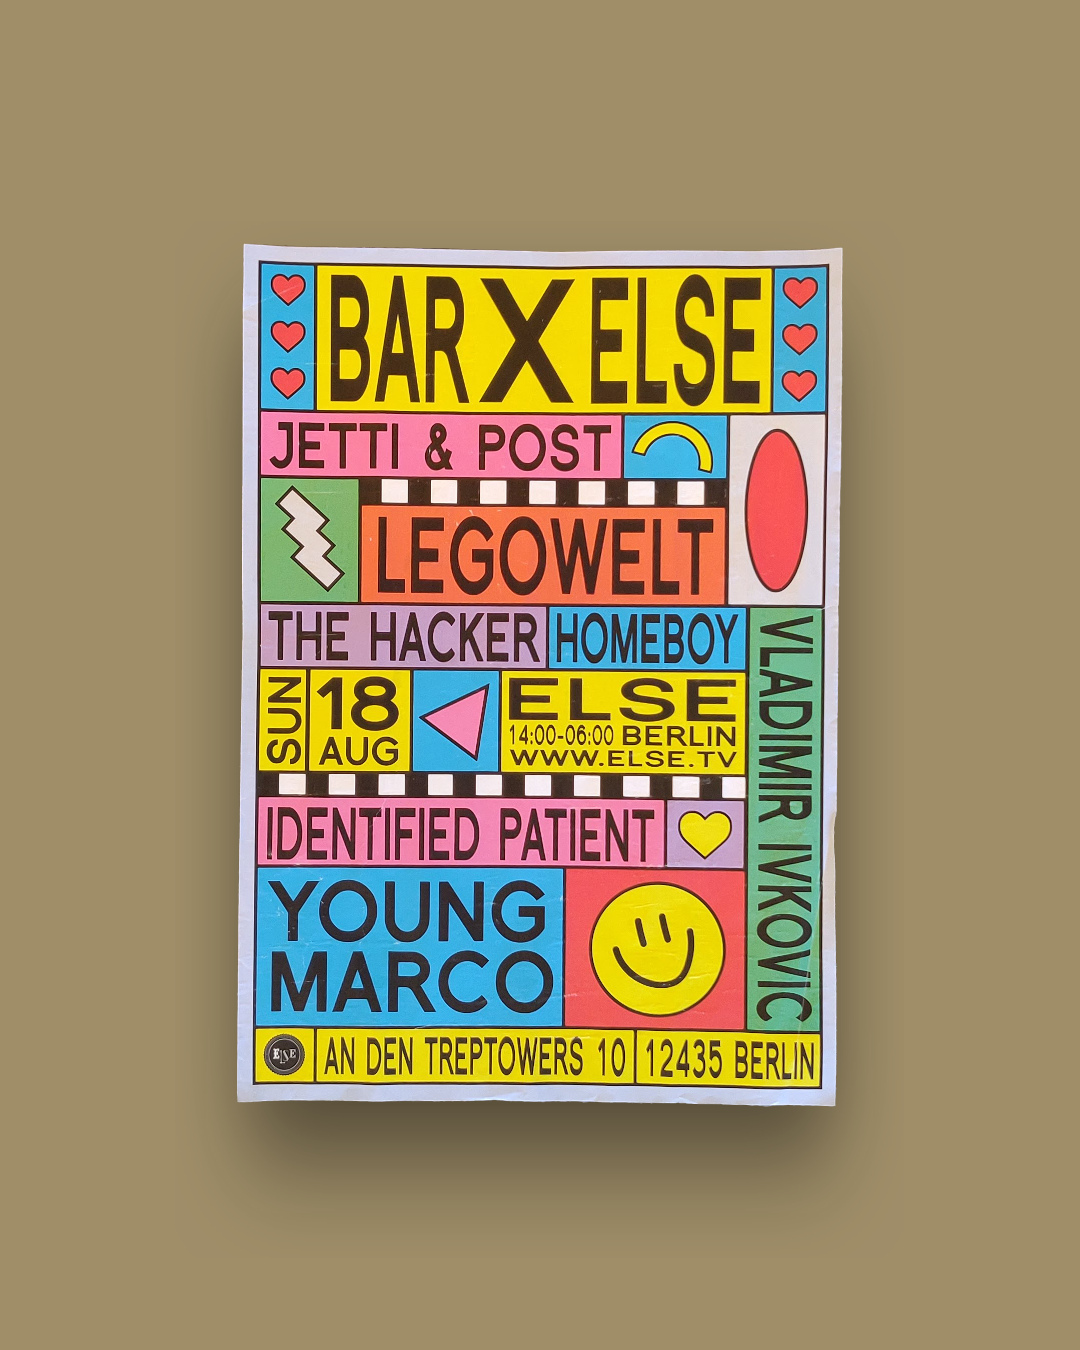 BAR X ELSE
JETTI & POST
LEGOWELT
THE HACKER
HOMEBOY
VLADIMIR IVKOVIC
SUN
18
AUG
ELSE
14:00-06:00 BERLIN
WWW.ELSE.TV
IDENTIFIED PATIENT
YOUNG
MARCO
ELSE
AN DEN TREPTOWERS 10
12435 BERLIN